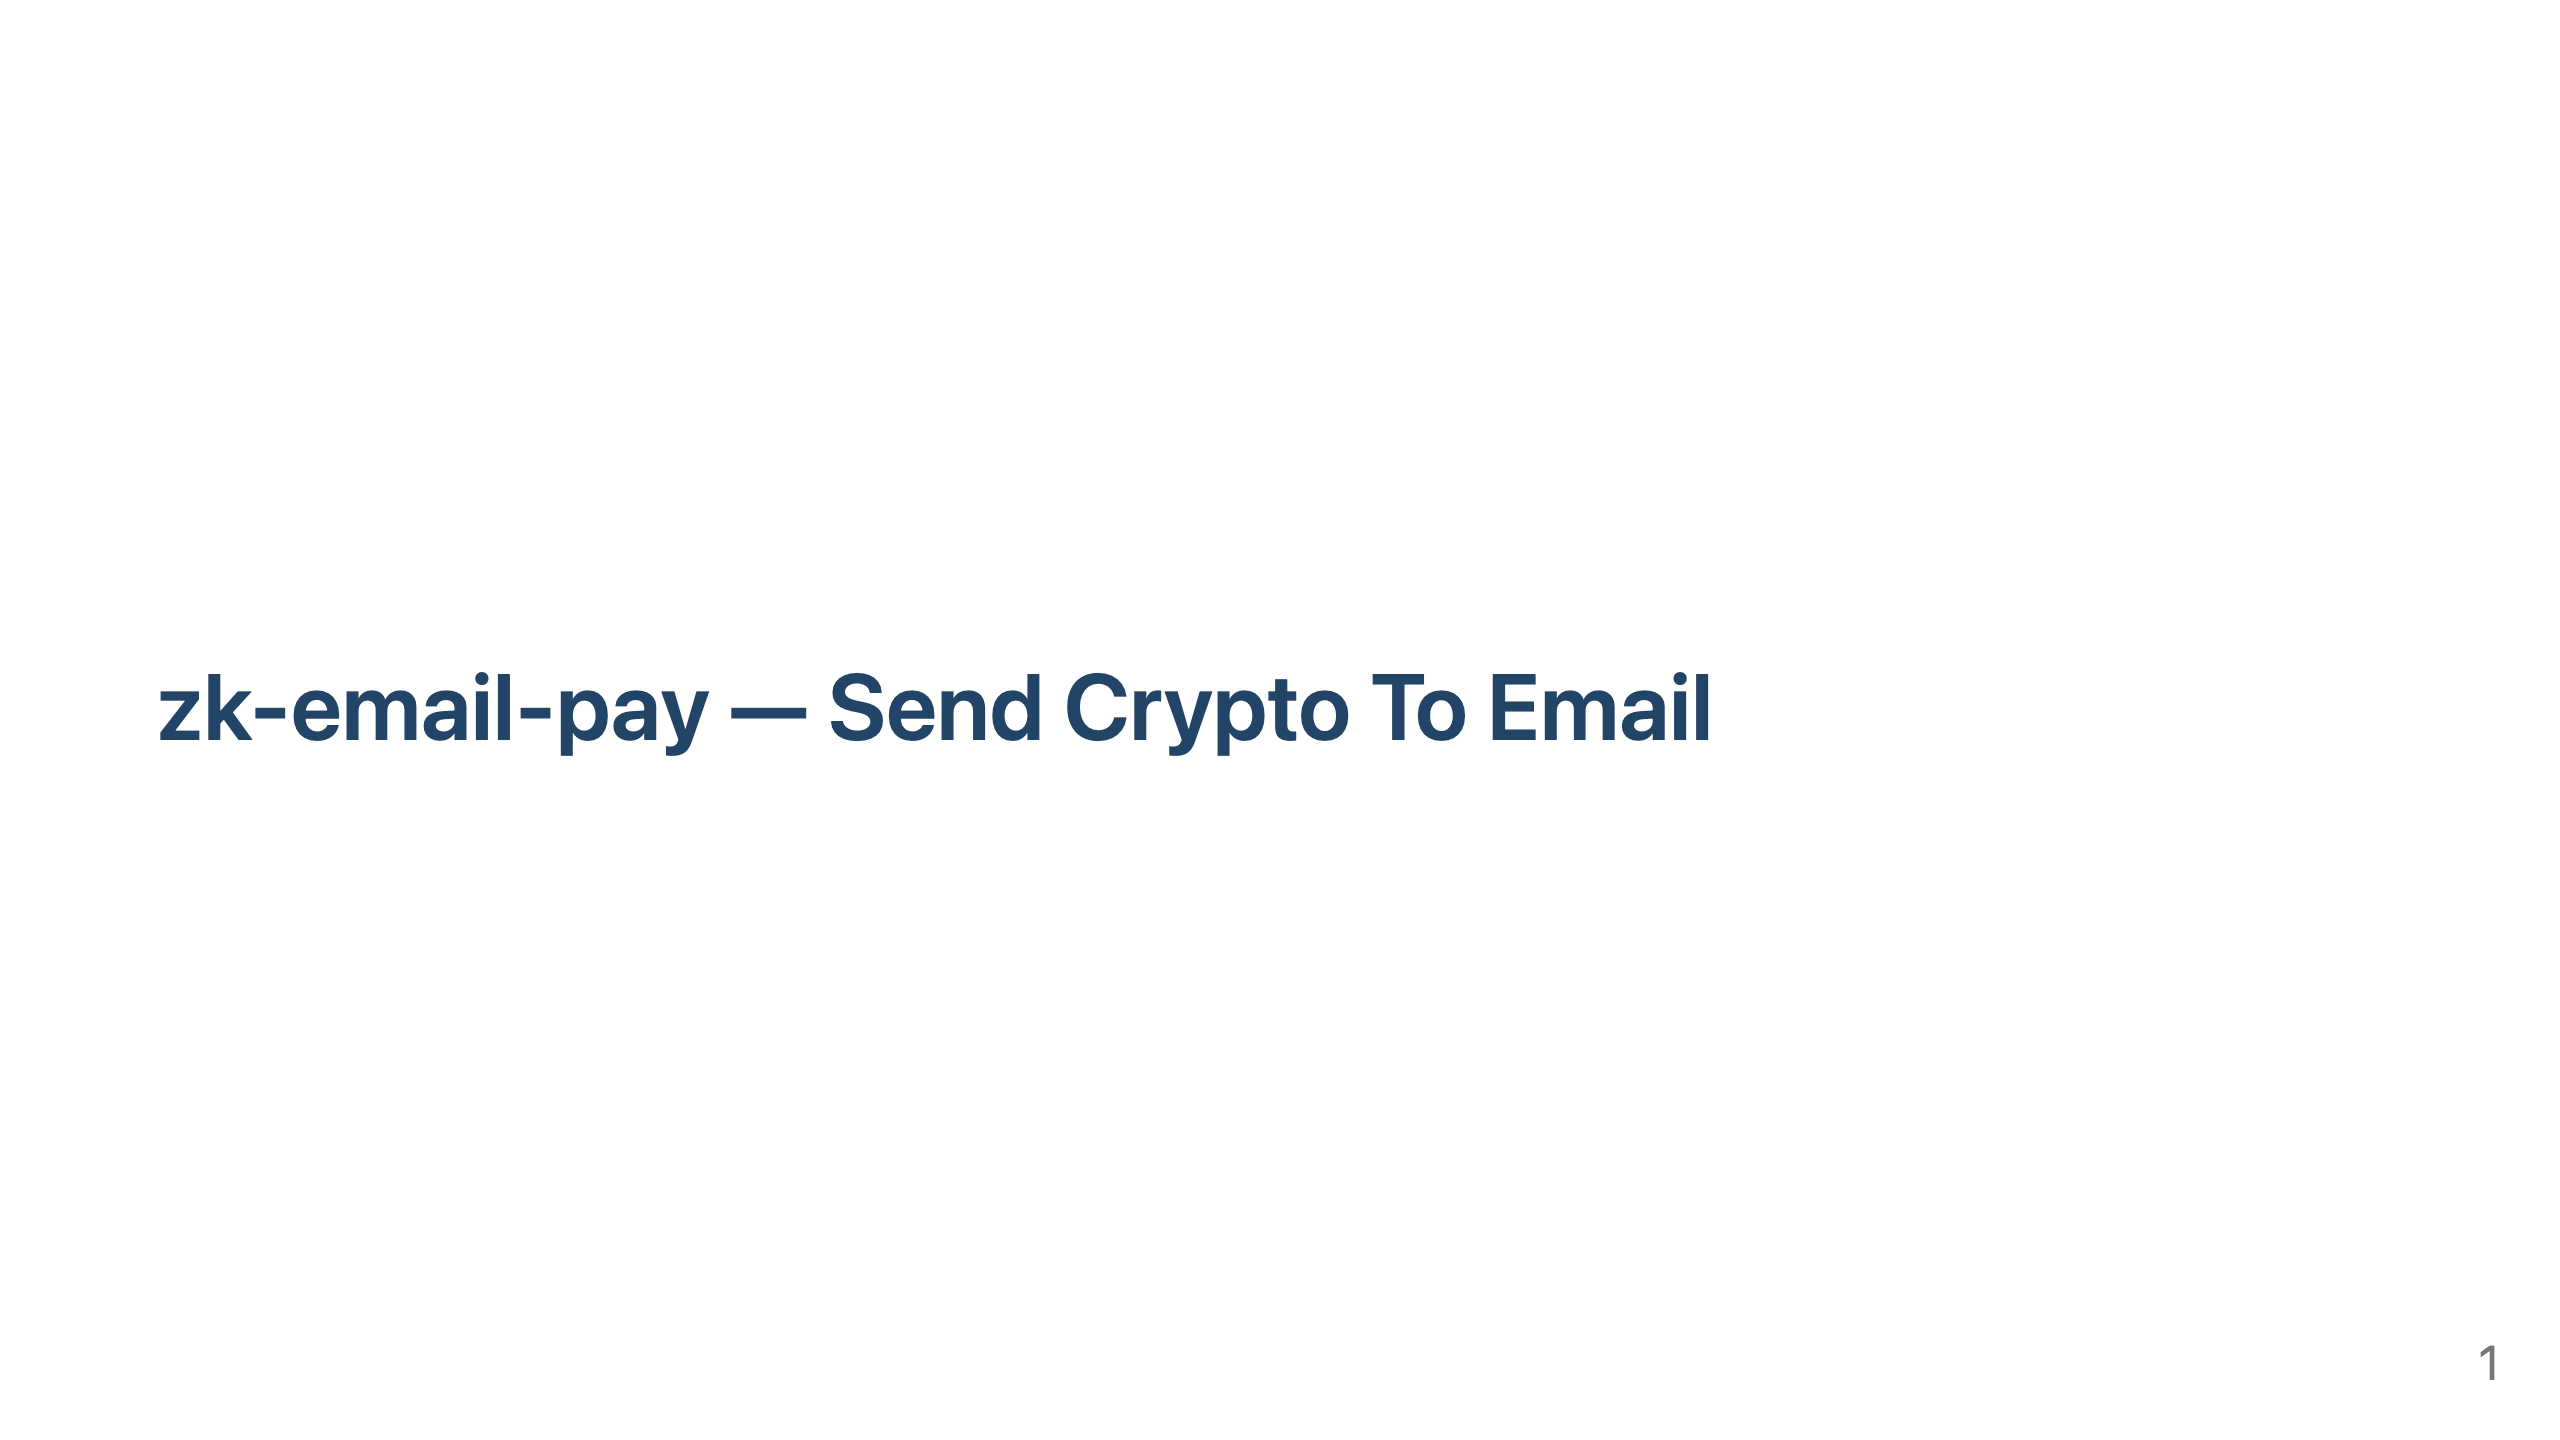 zk-email-pay — Send Crypto To Email
1